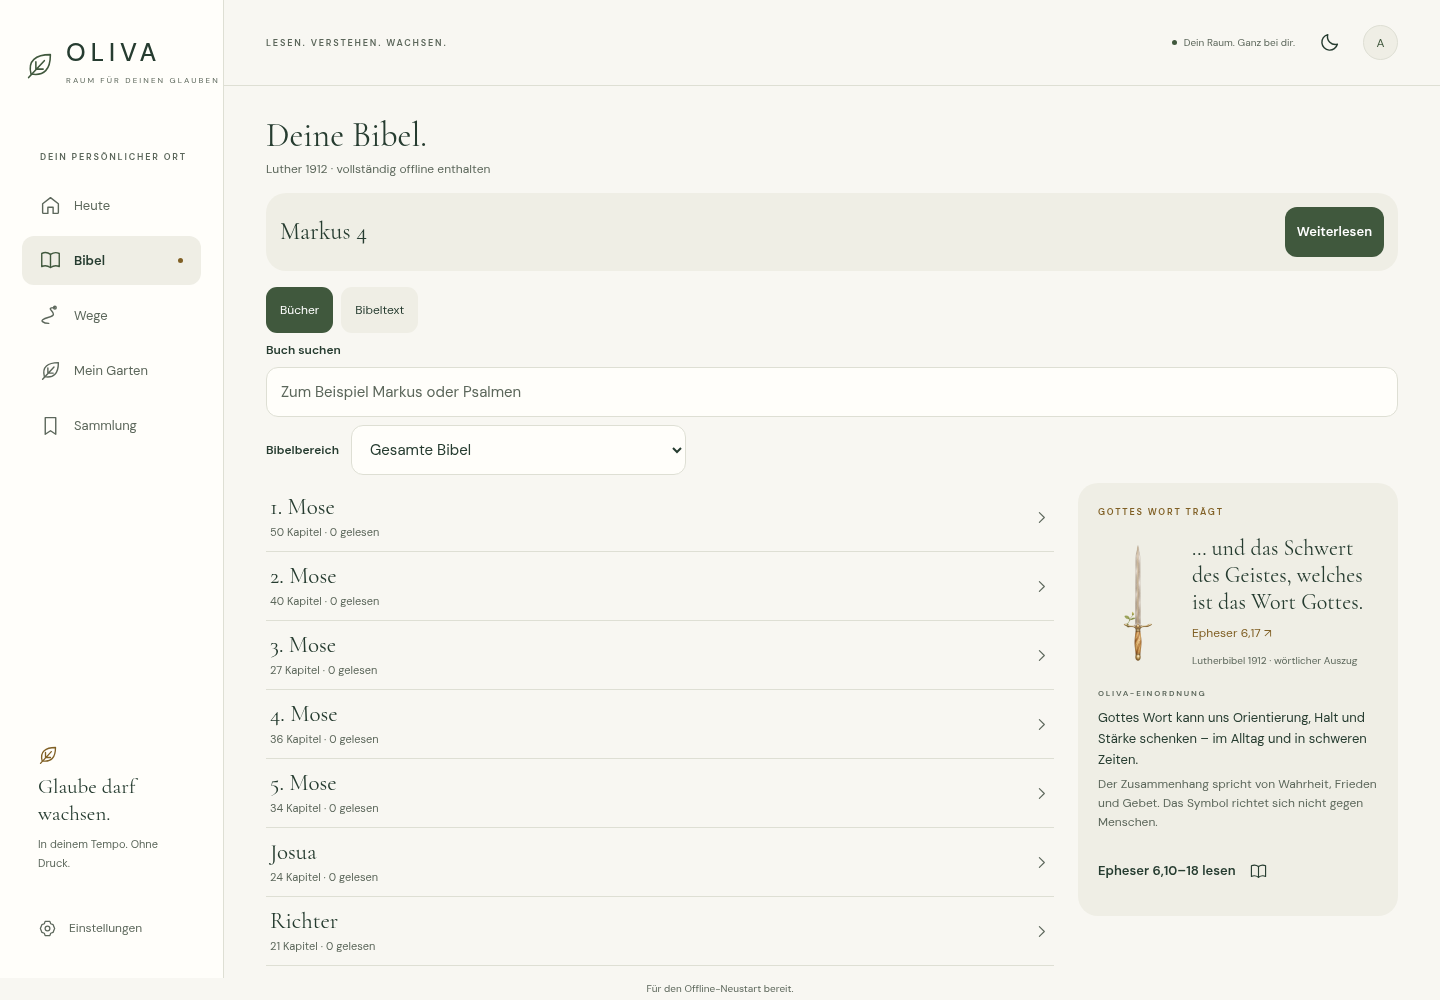 OLIVA
RAUM FÜR DEINEN GLAUBEN
DEIN PERSÖNLICHER ORT
Heute
Bibel
Wege
Mein Garten
Sammlung
Glaube darf
wachsen.
In deinem Tempo. Ohne
Druck.
Einstellungen
LESEN. VERSTEHEN. WACHSEN.
Dein Raum. Ganz bei dir.
A
Deine Bibel.
Luther 1912 · vollständig offline enthalten
Markus 4
Weiterlesen
Bücher
Bibeltext
Buch suchen
Zum Beispiel Markus oder Psalmen
Bibelbereich
Gesamte Bibel
1. Mose
50 Kapitel · 0 gelesen
2. Mose
40 Kapitel · 0 gelesen
3. Mose
27 Kapitel · 0 gelesen
4. Mose
36 Kapitel · 0 gelesen
5. Mose
34 Kapitel · 0 gelesen
Josua
24 Kapitel · 0 gelesen
Richter
21 Kapitel · 0 gelesen
GOTTES WORT TRÄGT
... und das Schwert
des Geistes, welches
ist das Wort Gottes.
Epheser 6,17
Lutherbibel 1912 · wörtlicher Auszug
OLIVA-EINORDNUNG
Gottes Wort kann uns Orientierung, Halt und
Stärke schenken – im Alltag und in schweren
Zeiten.
Der Zusammenhang spricht von Wahrheit, Frieden
und Gebet. Das Symbol richtet sich nicht gegen
Menschen.
Epheser 6,10–18 lesen
Für den Offline-Neustart bereit.